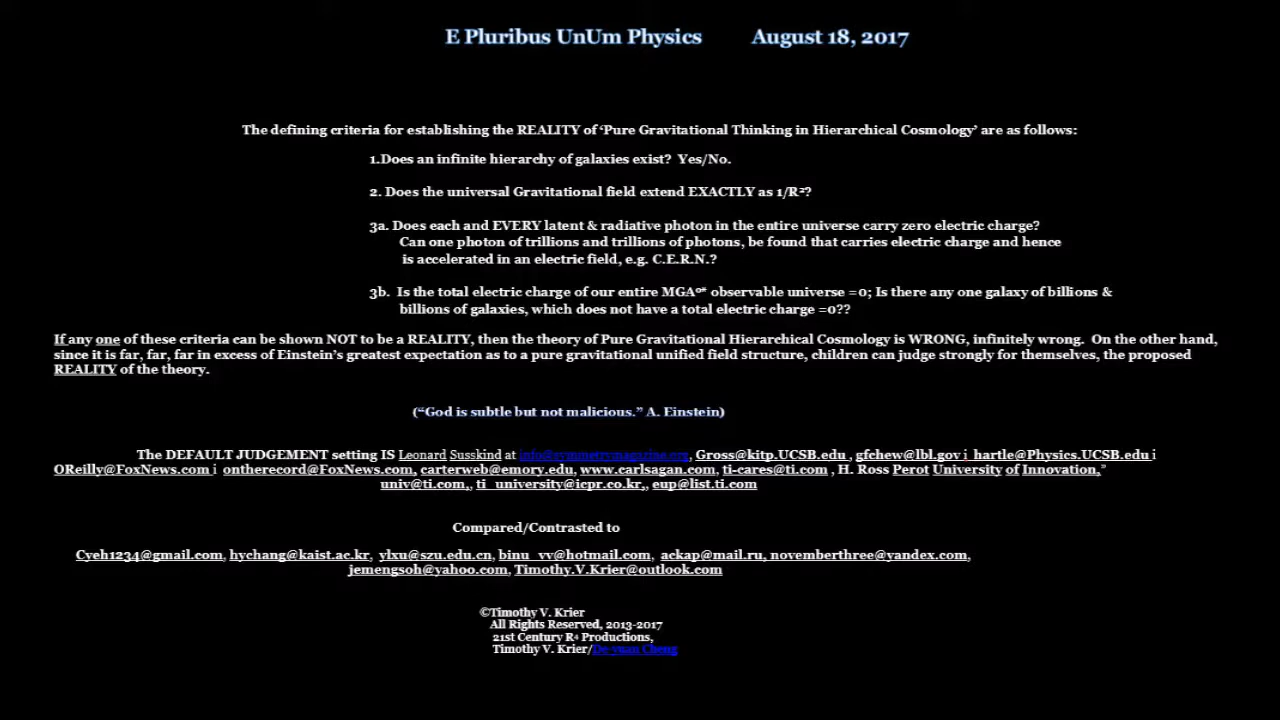 E Pluribus UnUm Physics August 18, 2017
The defining criteria for establishing the REALITY of ‘Pure Gravitational Thinking in Hierarchical Cosmology’ are as follows:
1.Does an infinite hierarchy of galaxies exist? Yes/No.
2. Does the universal Gravitational field extend EXACTLY as 1/R²?
3a. Does each and EVERY latent & radiative photon in the entire universe carry zero electric charge?
Can one photon of trillions and trillions of photons, be found that carries electric charge and hence
is accelerated in an electric field, e.g. C.E.R.N.?
3b. Is the total electric charge of our entire MGA⁰* observable universe =0; Is there any one galaxy of billions &
billions of galaxies, which does not have a total electric charge =0??
If any one of these criteria can be shown NOT to be a REALITY, then the theory of Pure Gravitational Hierarchical Cosmology is WRONG, infinitely wrong. On the other hand,
since it is far, far, far in excess of Einstein’s greatest expectation as to a pure gravitational unified field structure, children can judge strongly for themselves, the proposed
REALITY of the theory.
(“God is subtle but not malicious.” A. Einstein)
The DEFAULT JUDGEMENT setting IS Leonard Susskind at info@symmetrymagazine.org, Gross@kitp.UCSB.edu , gfchew@lbl.gov i hartle@Physics.UCSB.edu i
OReilly@FoxNews.com i ontherecord@FoxNews.com, carterweb@emory.edu, www.carlsagan.com, ti-cares@ti.com , H. Ross Perot University of Innovation,”
univ@ti.com,, ti_university@icpr.co.kr,, eup@list.ti.com
Compared/Contrasted to
Cyeh1234@gmail.com, hychang@kaist.ac.kr, ylxu@szu.edu.cn, binu_vv@hotmail.com, ackap@mail.ru, novemberthree@yandex.com,
jemengsoh@yahoo.com, Timothy.V.Krier@outlook.com
©Timothy V. Krier
All Rights Reserved, 2013-2017
21st Century R⁴ Productions,
Timothy V. Krier/De-yuan Cheng